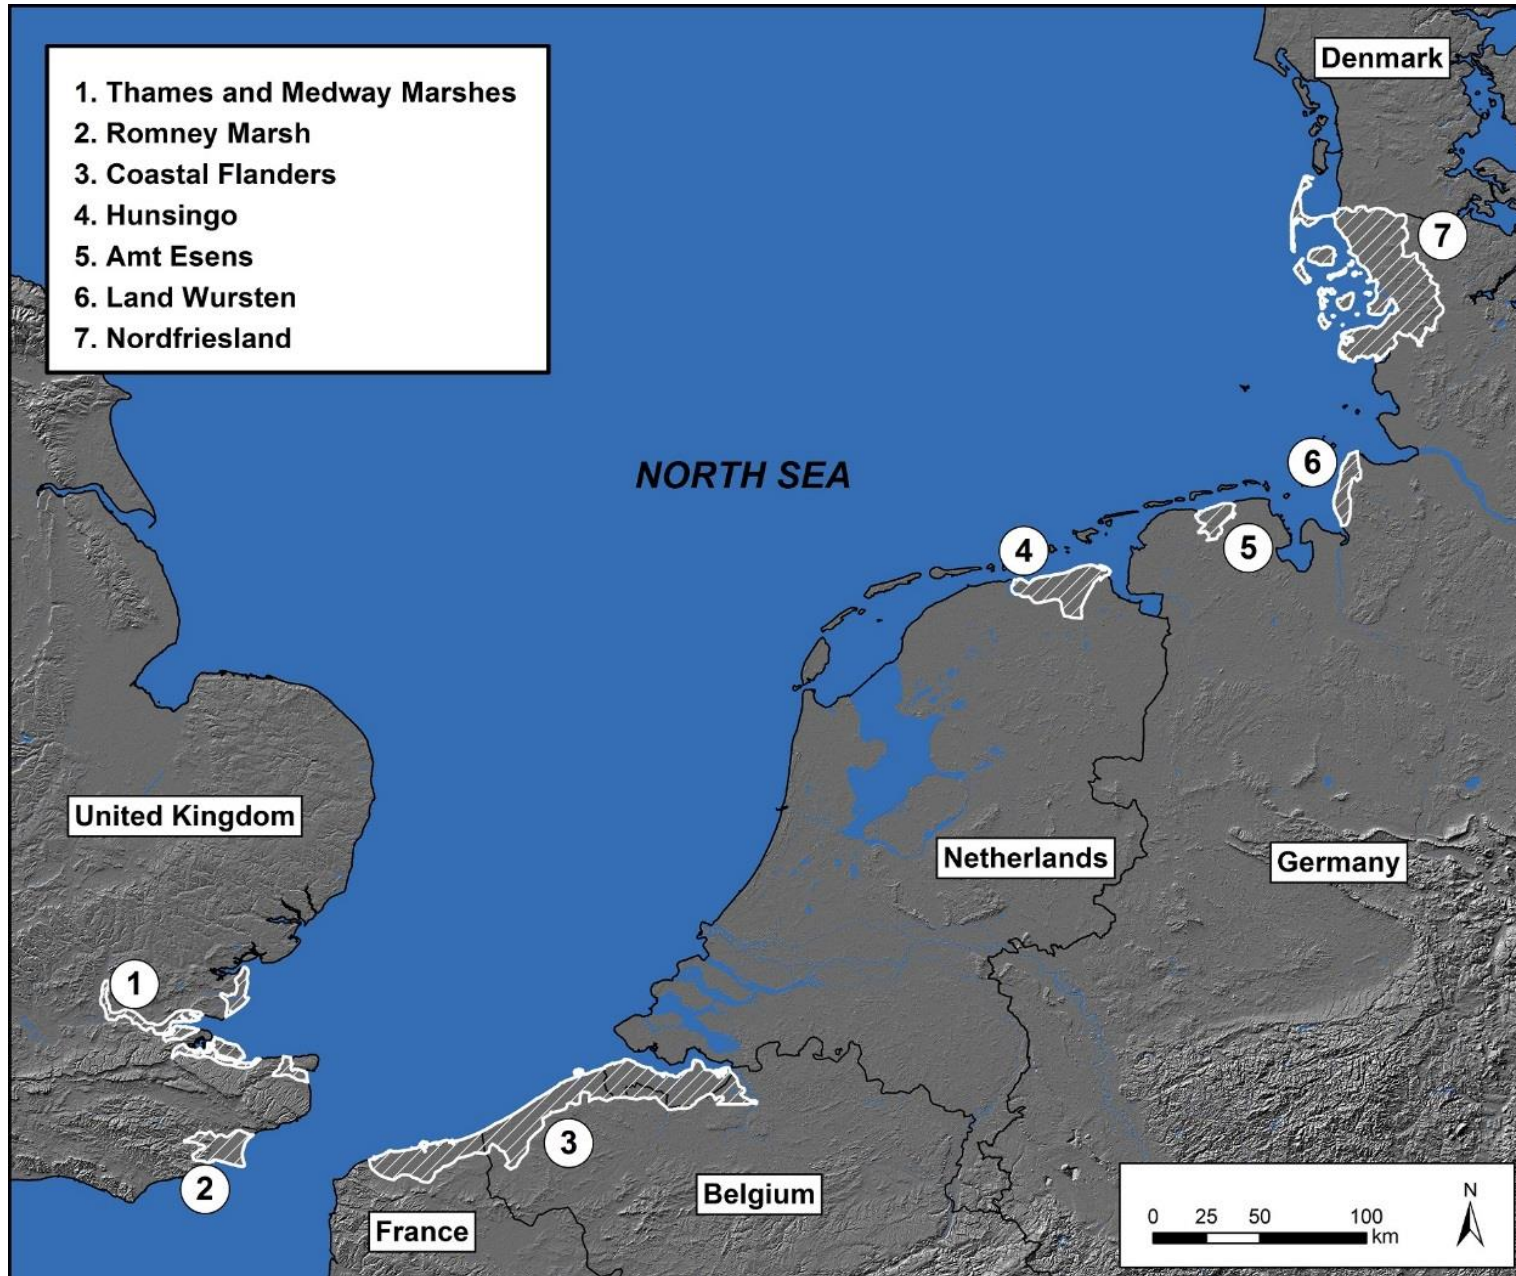 1. Thames and Medway Marshes
2. Romney Marsh
3. Coastal Flanders
4. Hunsingo
5. Amt Esens
6. Land Wursten
7. Nordfriesland
Denmark
7
NORTH SEA
6
5
4
United Kingdom
Netherlands
Germany
1
3
2
Belgium
France
N
0 25 50 100
km